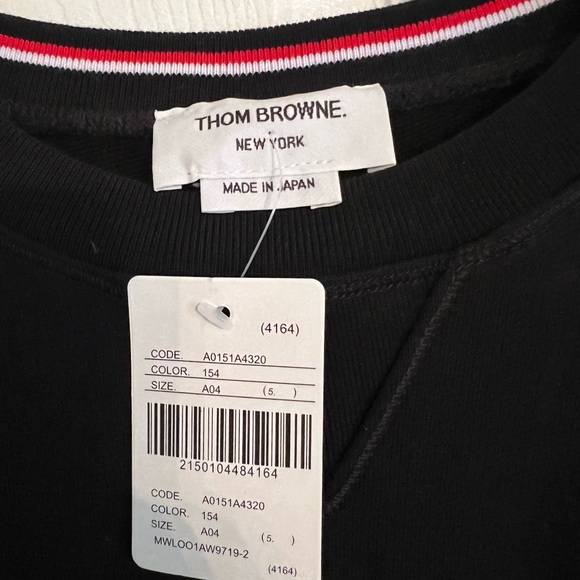 THOM BROWNE.
NEW YORK
MADE IN JAPAN
(4164)
CODE. A0151A4320
COLOR. 154
SIZE. A04 (5. )
2150104484164
CODE. A0151A4320
COLOR. 154
SIZE. A04 (5. )
MWLOO1AW9719-2
(4164)